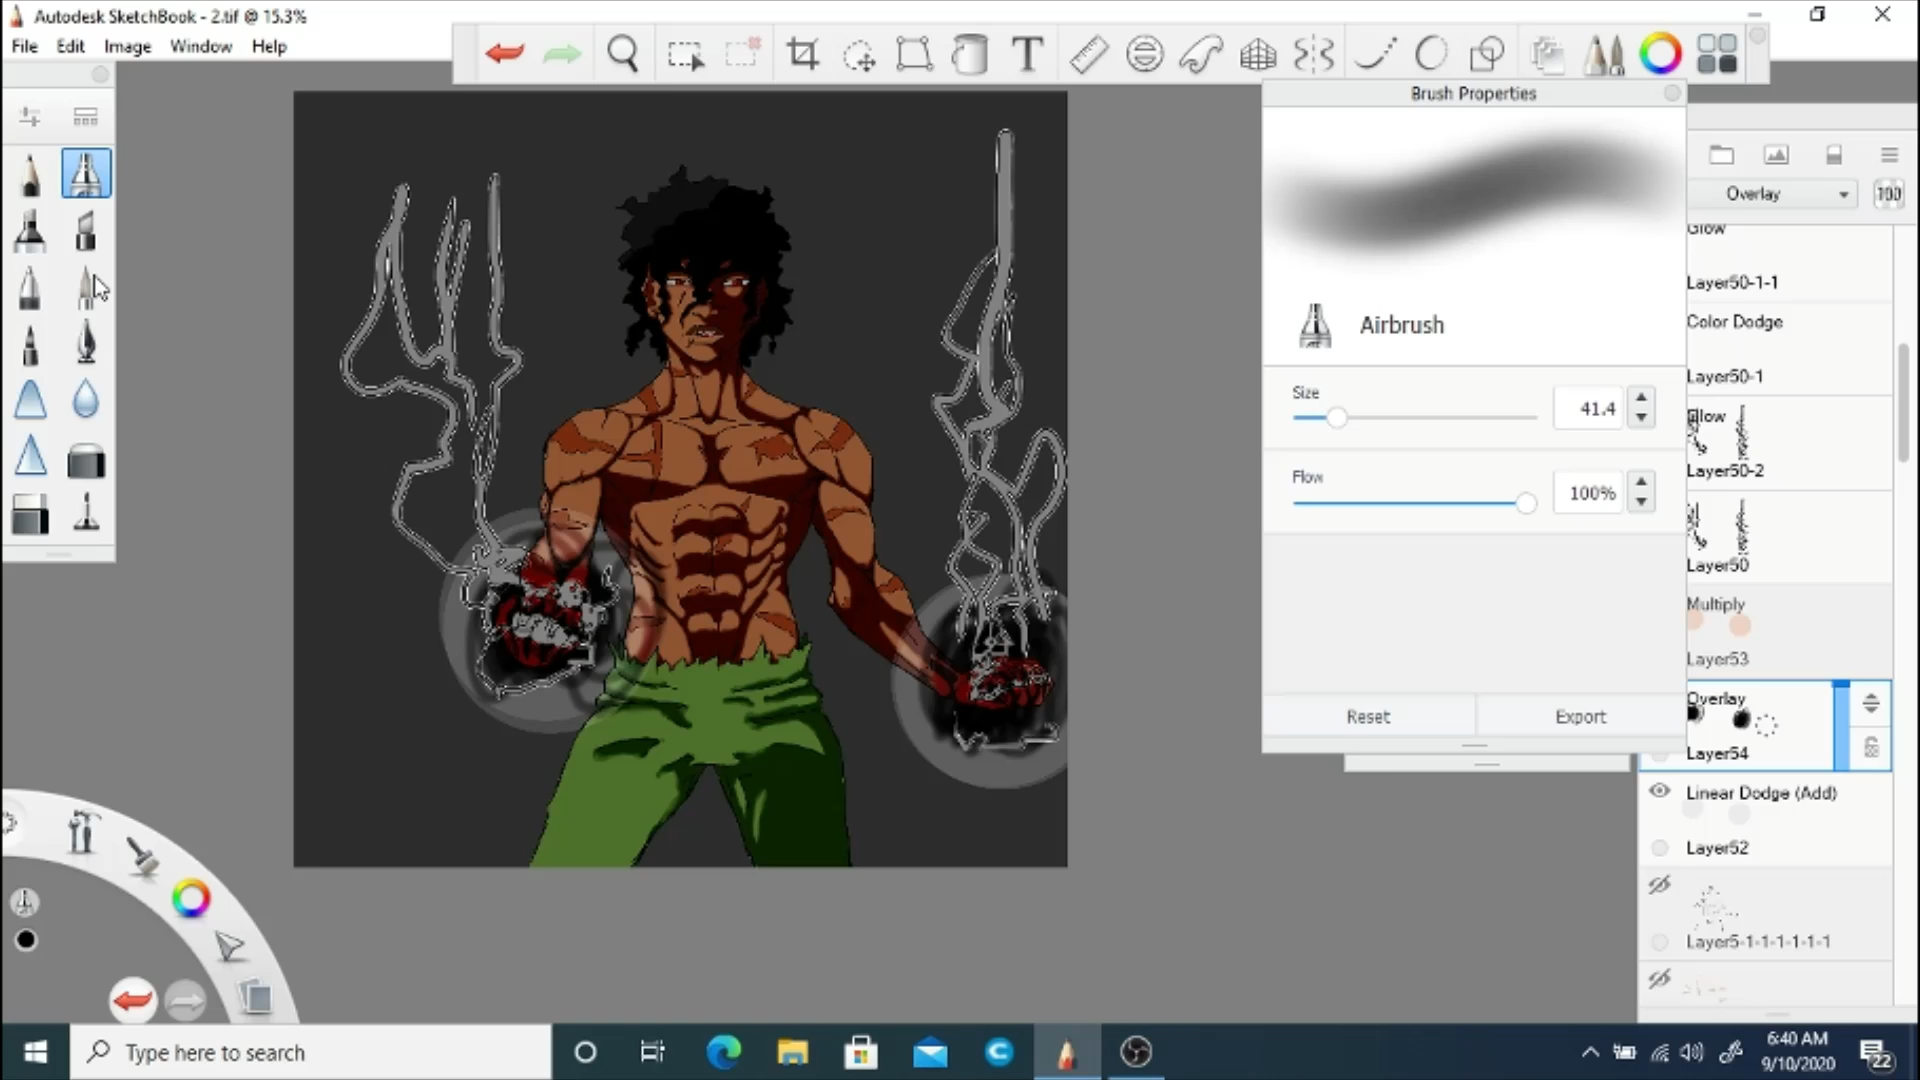 Autodesk SketchBook - 2.tif @ 15.3%
File Edit Image Window Help
T
Brush Properties
Overlay 100
Glow
Layer50-1-1
Color Dodge
Airbrush
Layer50-1
Size
41.4
Glow
Layer50-2
Flow
100%
Layer50
Multiply
Layer53
Overlay
Reset Export
Layer54
Linear Dodge (Add)
Layer52
Layer5-1-1-1-1-1-1
Type here to search
6:40 AM
9/10/2020
22